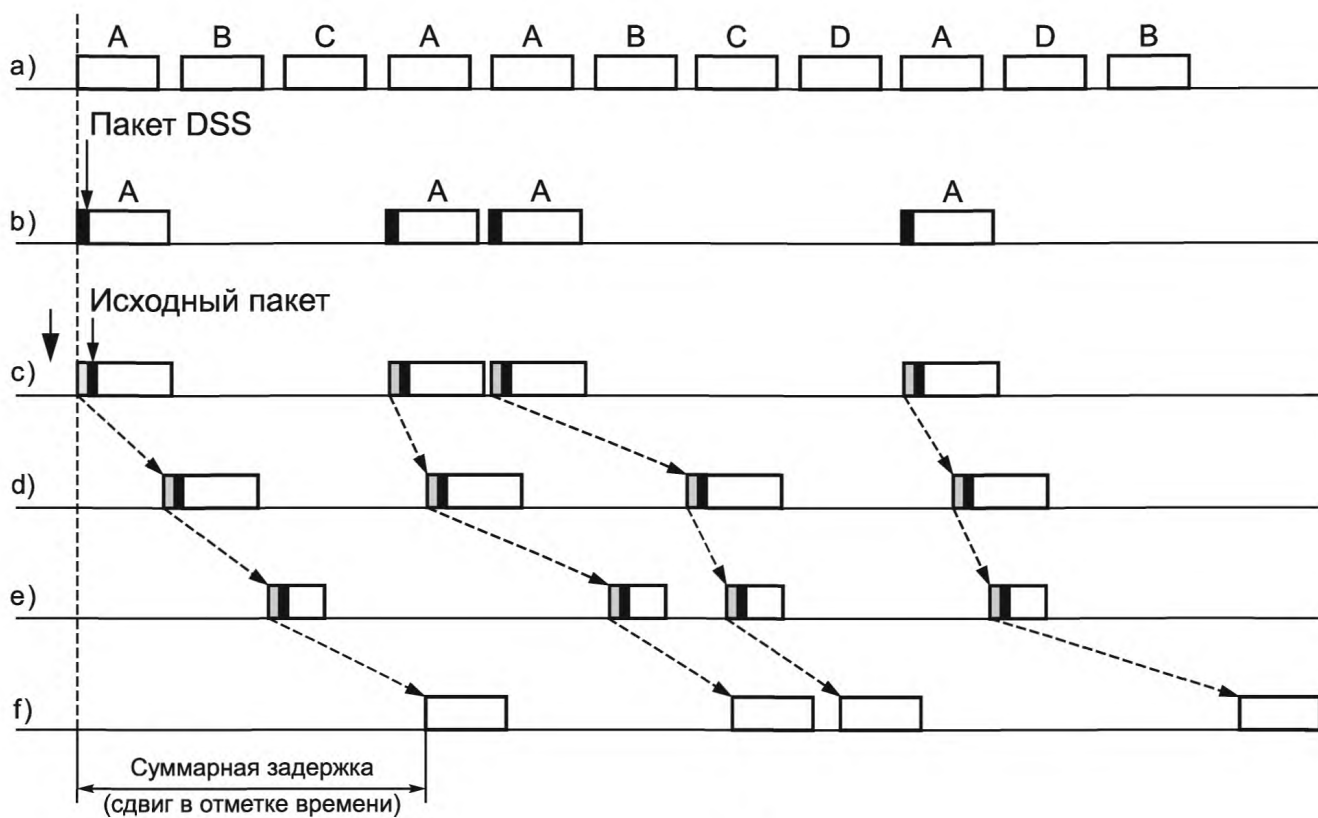 A B C A A B C D A D B
a)
Пакет DSS
A A A A
b)
Исходный пакет
c)
d)
e)
f)
Суммарная задержка
(сдвиг в отметке времени)